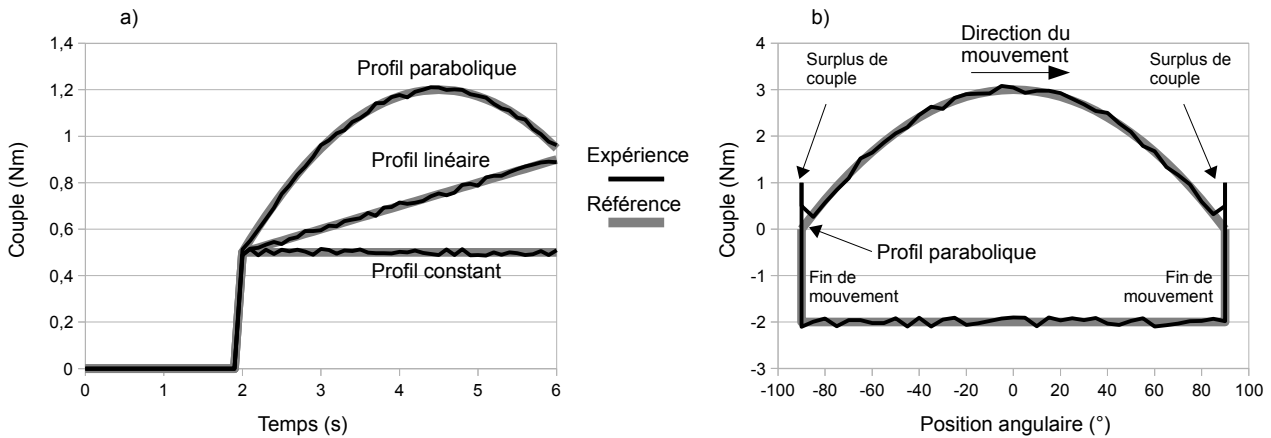 a)
1,4
1,2
1
0,8
0,6
0,4
0,2
0
0
1
2
3
4
5
6
Couple (Nm)
Temps (s)
Profil parabolique
Profil linéaire
Profil constant
Expérience
Référence
b)
4
3
2
1
0
-1
-2
-3
-100
-80
-60
-40
-20
0
20
40
60
80
100
Couple (Nm)
Position angulaire (°)
Direction du
mouvement
Surplus de
couple
Surplus de
couple
Profil parabolique
Fin de
mouvement
Fin de
mouvement